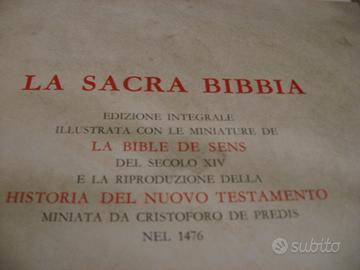 LA SACRA BIBBIA
EDIZIONE INTEGRALE
ILLUSTRATA CON LE MINIATURE DE
LA BIBLE DE SENS
DEL SECOLO XIV
E LA RIPRODUZIONE DELLA
HISTORIA DEL NUOVO TESTAMENTO
MINIATA DA CRISTOFORO DE PREDIS
NEL 1476
subito